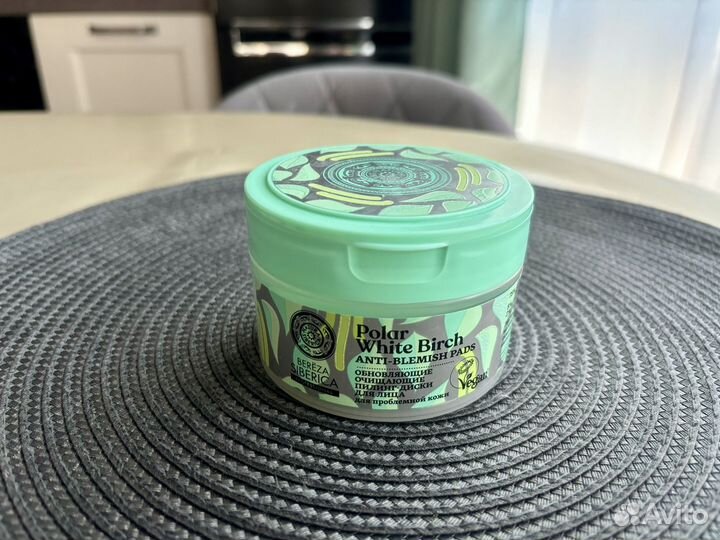 Polar
White Birch
ANTI-BLEMISH PADS
BEREZA
SIBERICA
ОБНОВЛЯЮЩИЕ
ОЧИЩАЮЩИЕ
ПИЛИНГ-ДИСКИ
ДЛЯ ЛИЦА
для проблемной кожи
Vegan
Avito